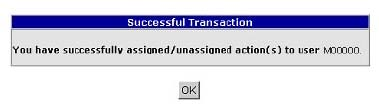 Successful Transaction
You have successfully assigned/unassigned action(s) to user M00000.
OK